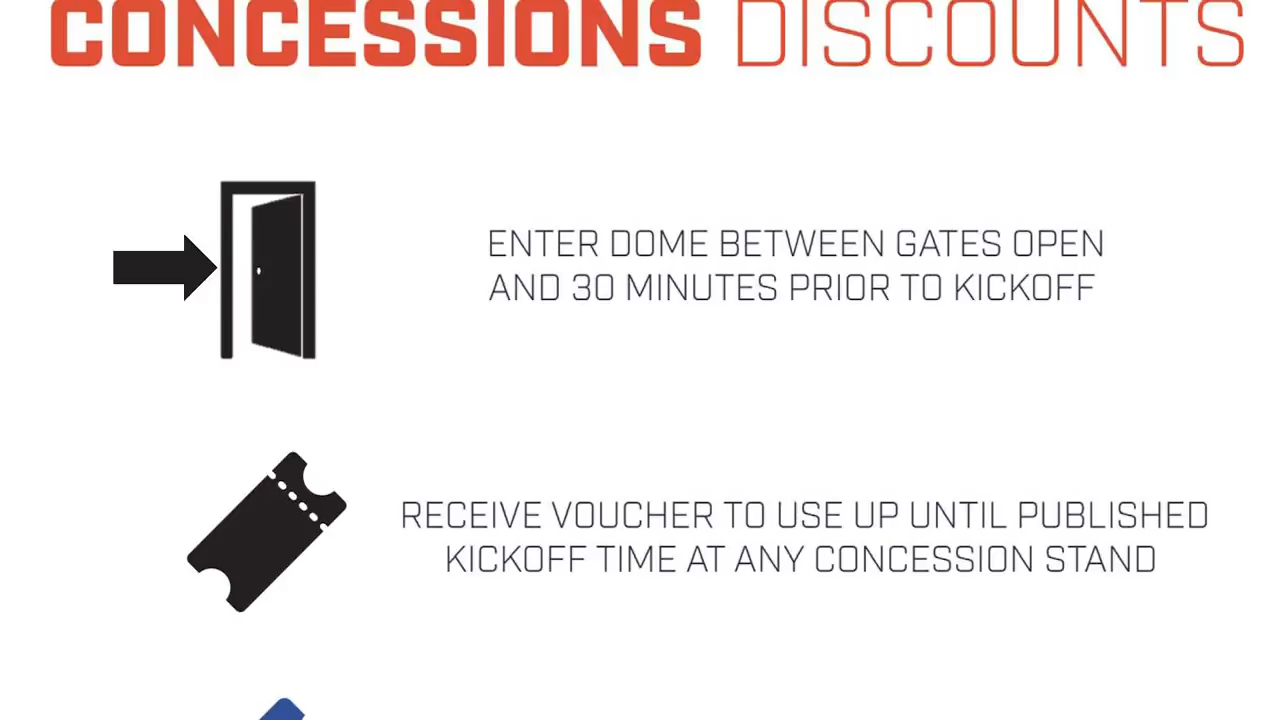 CONCESSIONS DISCOUNTS
ENTER DOME BETWEEN GATES OPEN
AND 30 MINUTES PRIOR TO KICKOFF
RECEIVE VOUCHER TO USE UP UNTIL PUBLISHED
KICKOFF TIME AT ANY CONCESSION STAND